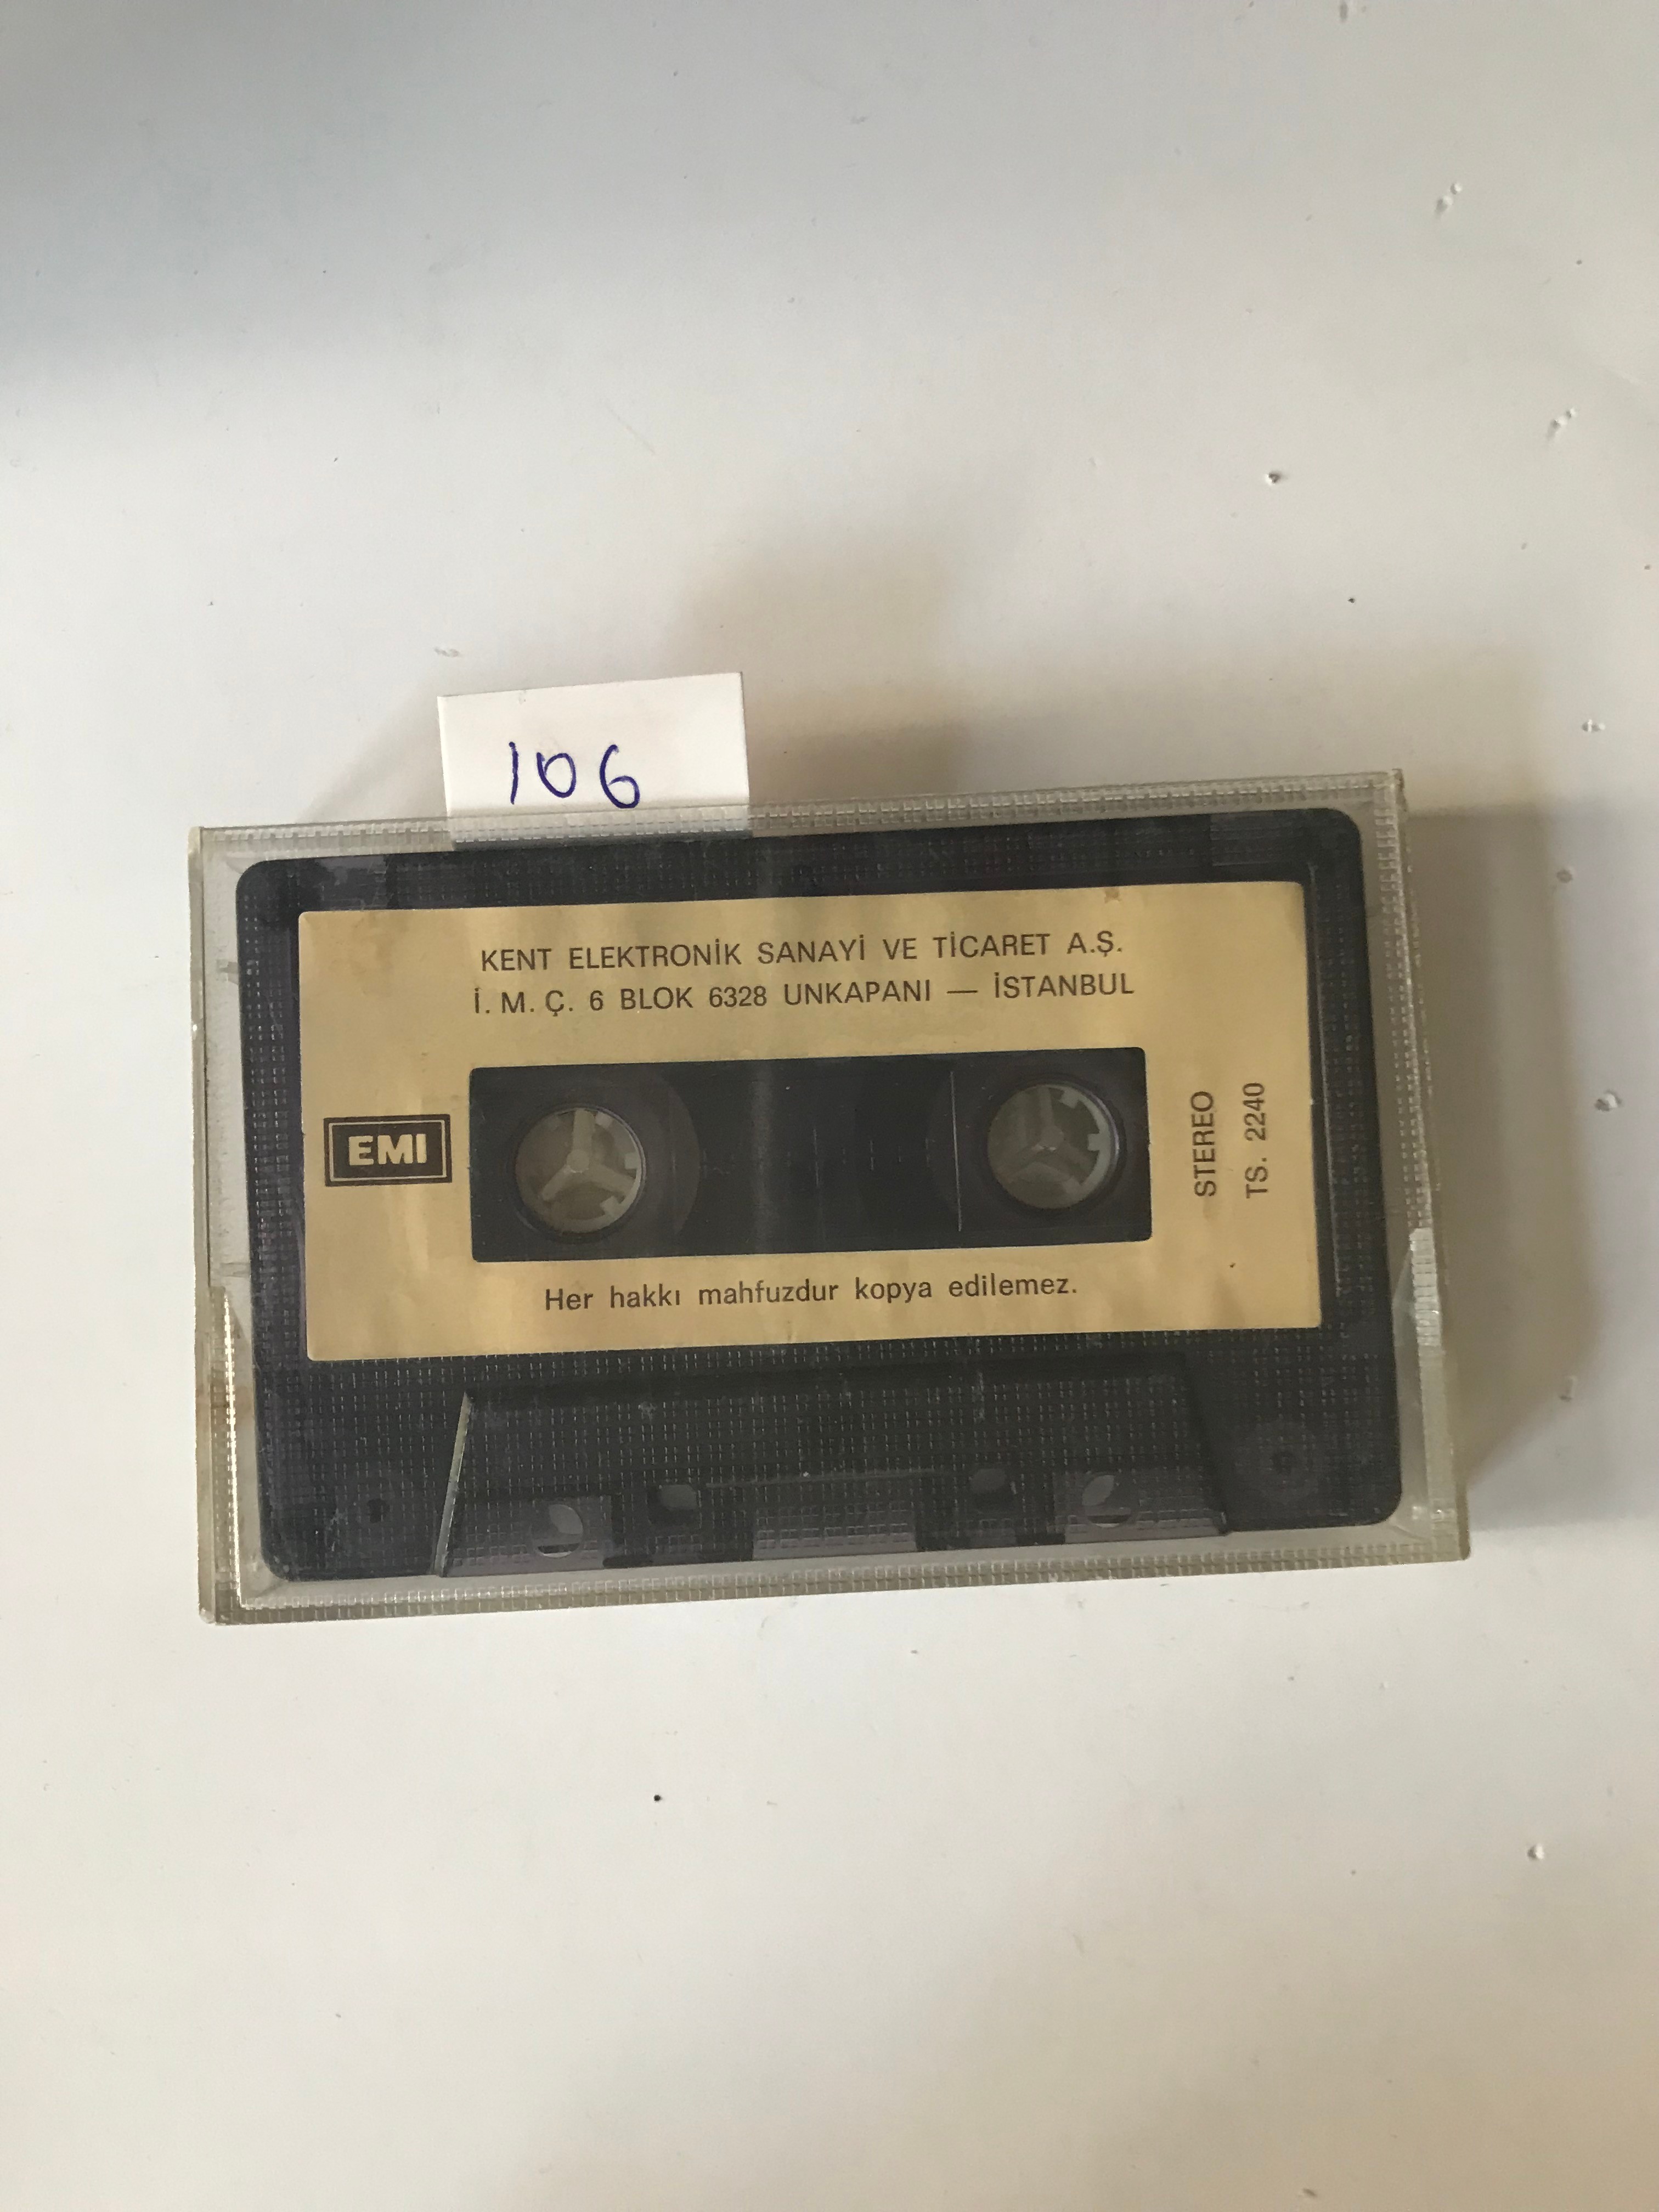 106
KENT ELEKTRONİK SANAYİ VE TİCARET A.Ş.
İ. M. Ç. 6 BLOK 6328 UNKAPANI — İSTANBUL
EMI
STEREO
TS. 2240
Her hakkı mahfuzdur kopya edilemez.